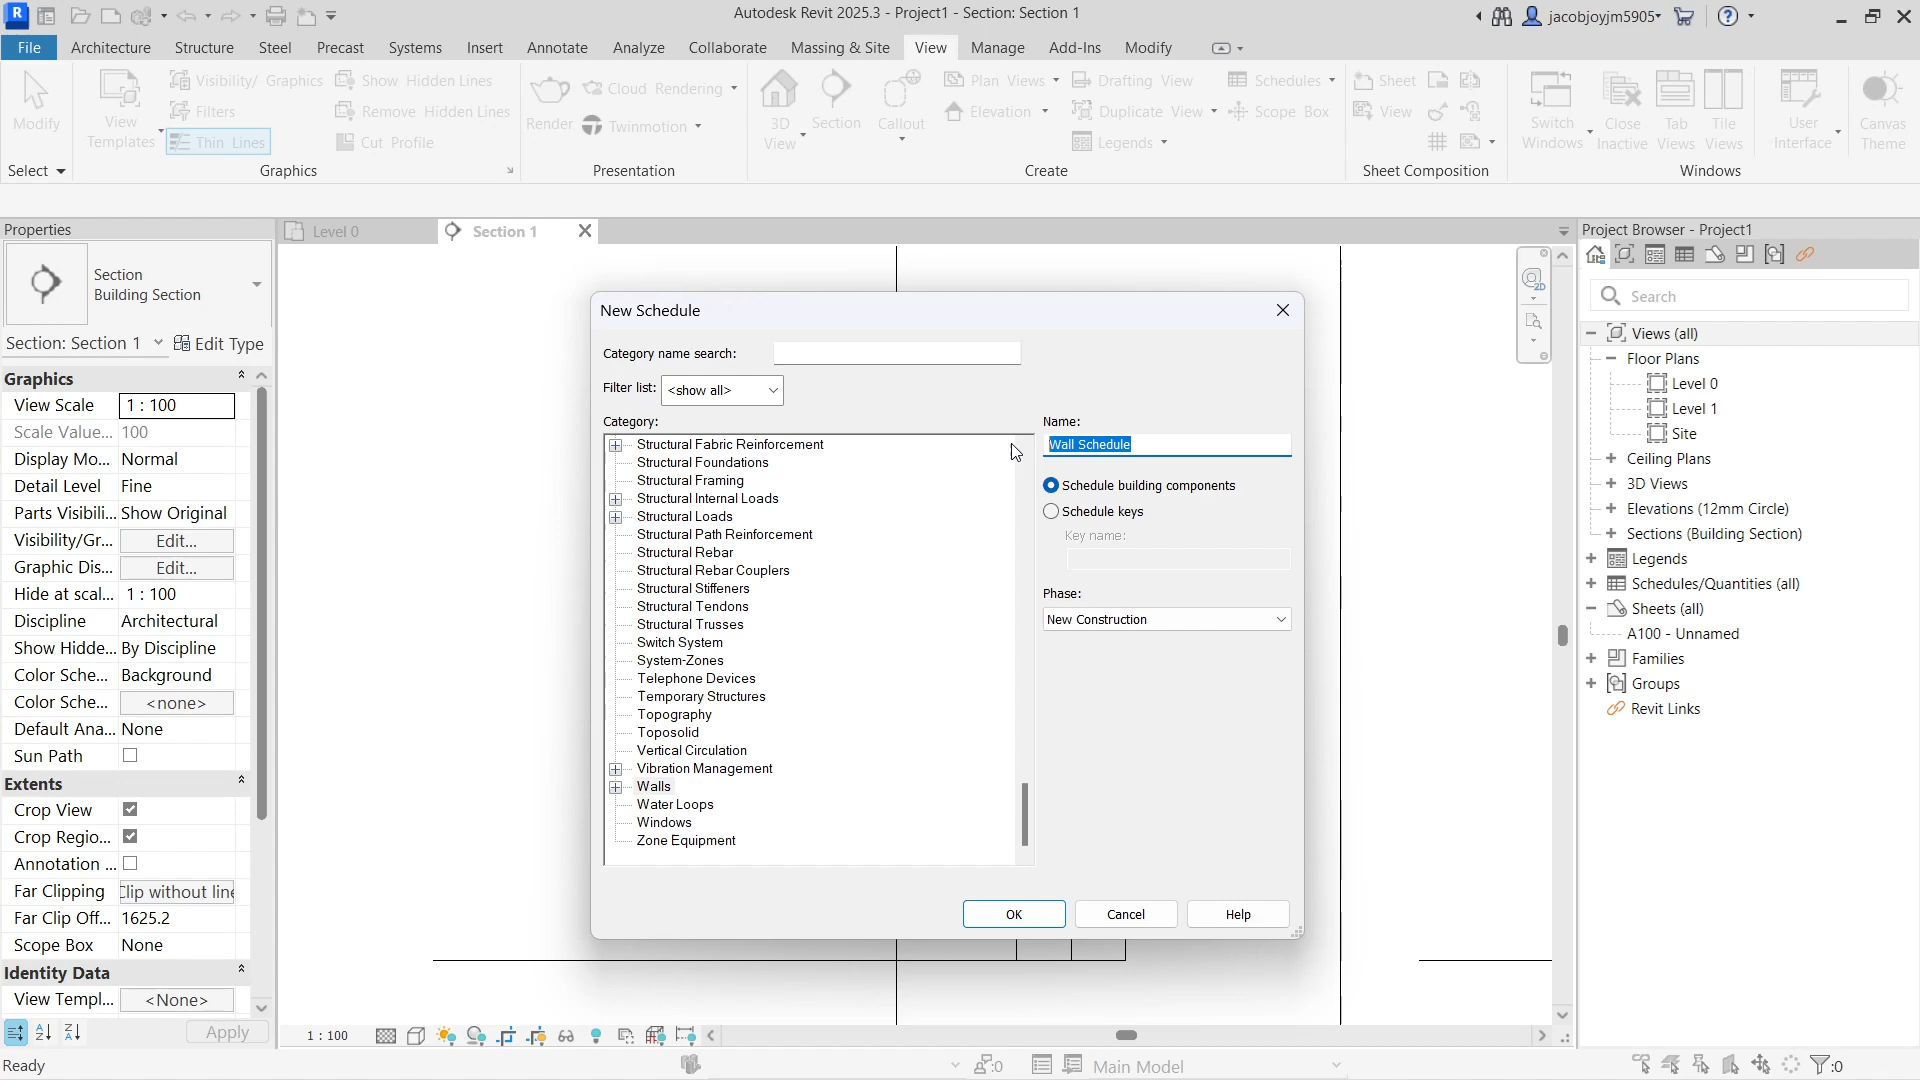 R
Autodesk Revit 2025.3 - Project1 - Section: Section 1
jacobjoyjm5905
File
Architecture
Structure
Steel
Precast
Systems
Insert
Annotate
Analyze
Collaborate
Massing & Site
View
Manage
Add-Ins
Modify
Modify
Select
View
Templates
Visibility/ Graphics
Filters
Thin Lines
Show Hidden Lines
Remove Hidden Lines
Cut Profile
Graphics
Render
Cloud Rendering
Twinmotion
Presentation
3D
View
Section
Callout
Plan Views
Elevation
Drafting View
Duplicate View
Legends
Schedules
Scope Box
Create
Sheet
View
Sheet Composition
Switch
Windows
Close
Inactive
Tab
Views
Tile
Views
User
Interface
Canvas
Theme
Windows
Properties
Section
Building Section
Section: Section 1
Edit Type
Graphics
View Scale 1 : 100
Scale Value... 100
Display Mo... Normal
Detail Level Fine
Parts Visibili... Show Original
Visibility/Gr... Edit...
Graphic Dis... Edit...
Hide at scal... 1 : 100
Discipline Architectural
Show Hidde... By Discipline
Color Sche... Background
Color Sche... <none>
Default Ana... None
Sun Path
Extents
Crop View
Crop Regio...
Annotation ...
Far Clipping Clip without line
Far Clip Off... 1625.2
Scope Box None
Identity Data
View Templ... <None>
Apply
Level 0
Section 1
New Schedule
Category name search:
Filter list: <show all>
Category:
Structural Fabric Reinforcement
Structural Foundations
Structural Framing
Structural Internal Loads
Structural Loads
Structural Path Reinforcement
Structural Rebar
Structural Rebar Couplers
Structural Stiffeners
Structural Tendons
Structural Trusses
Switch System
System-Zones
Telephone Devices
Temporary Structures
Topography
Toposolid
Vertical Circulation
Vibration Management
Walls
Water Loops
Windows
Zone Equipment
Name:
Wall Schedule
Schedule building components
Schedule keys
Key name:
Phase:
New Construction
OK
Cancel
Help
2D
Project Browser - Project1
Search
Views (all)
Floor Plans
Level 0
Level 1
Site
Ceiling Plans
3D Views
Elevations (12mm Circle)
Sections (Building Section)
Legends
Schedules/Quantities (all)
Sheets (all)
A100 - Unnamed
Families
Groups
Revit Links
1 : 100
Ready
:0
Main Model
:0